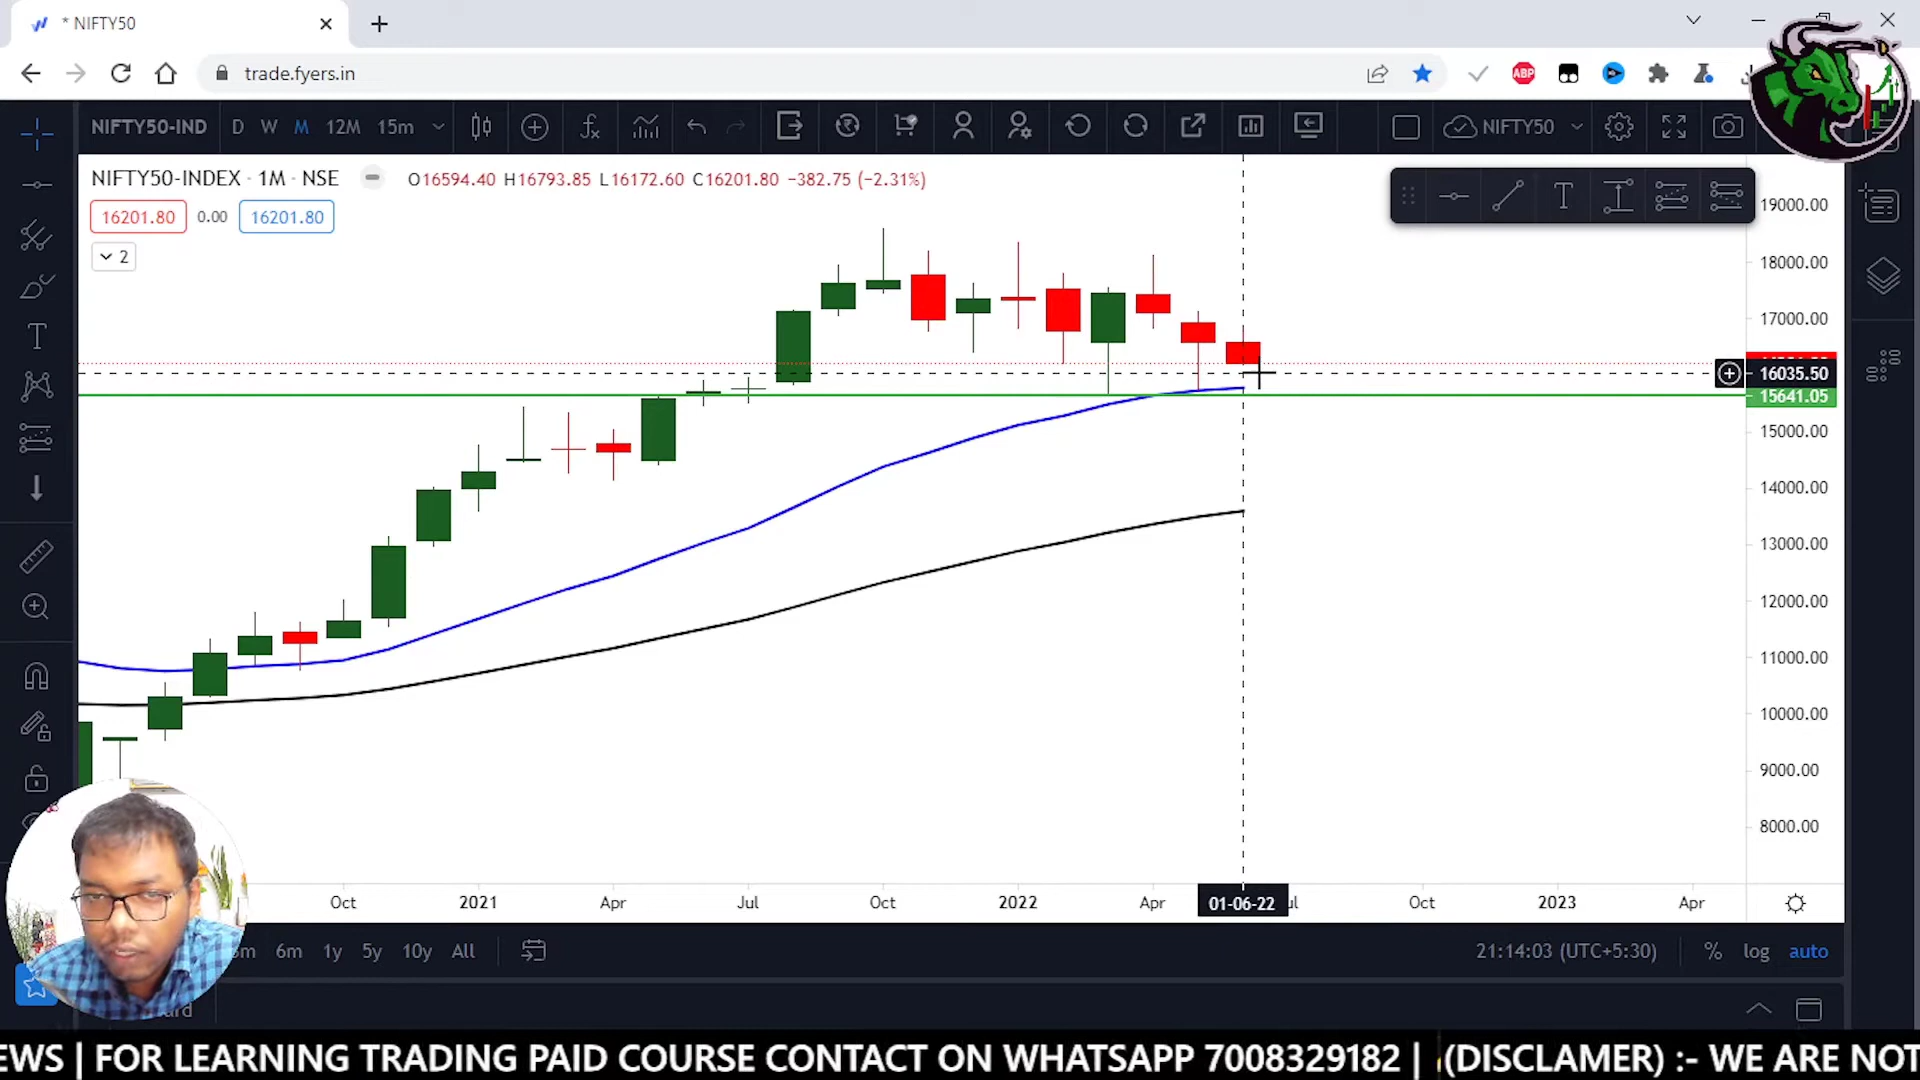 * NIFTY50
trade.fyers.in
ABP
NIFTY50-IND D W M 12M 15m
NIFTY50
NIFTY50-INDEX · 1M · NSE O16594.40 H16793.85 L16172.60 C16201.80 −382.75 (−2.31%)
16201.80 0.00 16201.80
2
19000.00
18000.00
17000.00
16035.50
15641.05
15000.00
14000.00
13000.00
12000.00
11000.00
10000.00
9000.00
8000.00
Oct 2021 Apr Jul Oct 2022 Apr 01-06-22 Oct 2023 Apr
6m 1y 5y 10y All
21:14:03 (UTC+5:30) % log auto
EWS | FOR LEARNING TRADING PAID COURSE CONTACT ON WHATSAPP 7008329182 | (DISCLAMER) :- WE ARE NOT